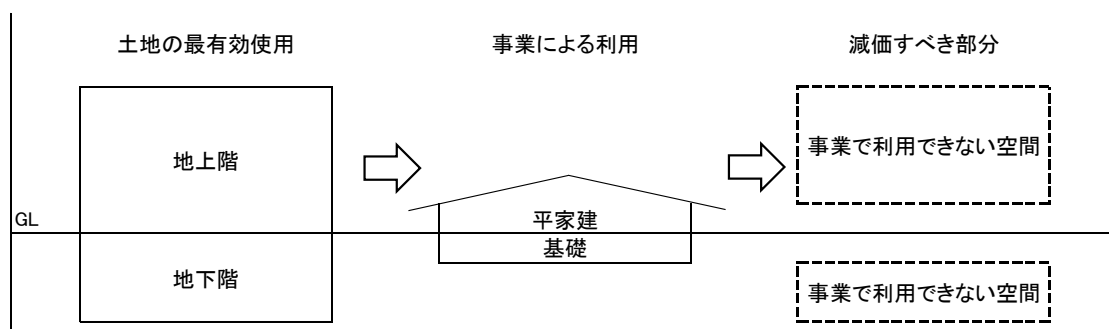 土地の最有効使用
事業による利用
減価すべき部分
地上階
事業で利用できない空間
GL
平家建
基礎
地下階
事業で利用できない空間